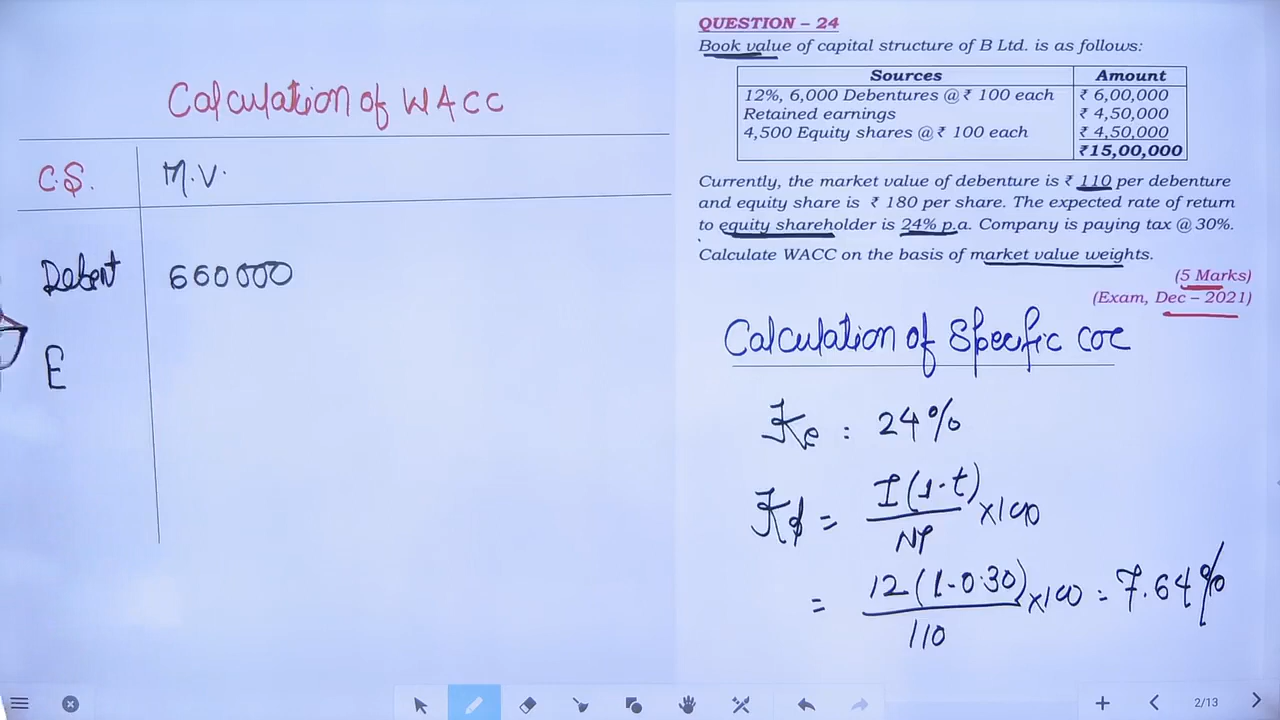 Calculation of WACC
C.S. M.V.
Debent 660000
E
QUESTION – 24
Book value of capital structure of B Ltd. is as follows:
Sources Amount
12%, 6,000 Debentures @ ₹ 100 each ₹ 6,00,000
Retained earnings ₹ 4,50,000
4,500 Equity shares @ ₹ 100 each ₹ 4,50,000
₹15,00,000
Currently, the market value of debenture is ₹ 110 per debenture
and equity share is ₹ 180 per share. The expected rate of return
to equity shareholder is 24% p.a. Company is paying tax @ 30%.
Calculate WACC on the basis of market value weights.
(5 Marks)
(Exam, Dec – 2021)
Calculation of Specific COC
Ke : 24%
Kd = I(1-t) ×100
NP
= 12(1-0.30) ×100 = 7.64%
110
2/13